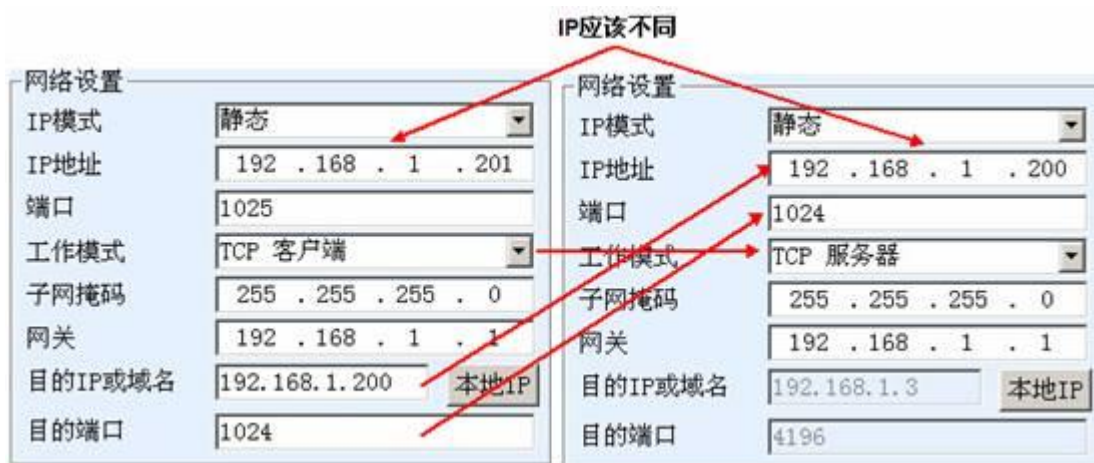 IP应该不同
网络设置
IP模式 静态
IP地址 192 . 168 . 1 . 201
端口 1025
工作模式 TCP 客户端
子网掩码 255 . 255 . 255 . 0
网关 192 . 168 . 1 . 1
目的IP或域名 192.168.1.200 本地IP
目的端口 1024
网络设置
IP模式 静态
IP地址 192 . 168 . 1 . 200
端口 1024
工作模式 TCP 服务器
子网掩码 255 . 255 . 255 . 0
网关 192 . 168 . 1 . 1
目的IP或域名 192.168.1.3 本地IP
目的端口 4196